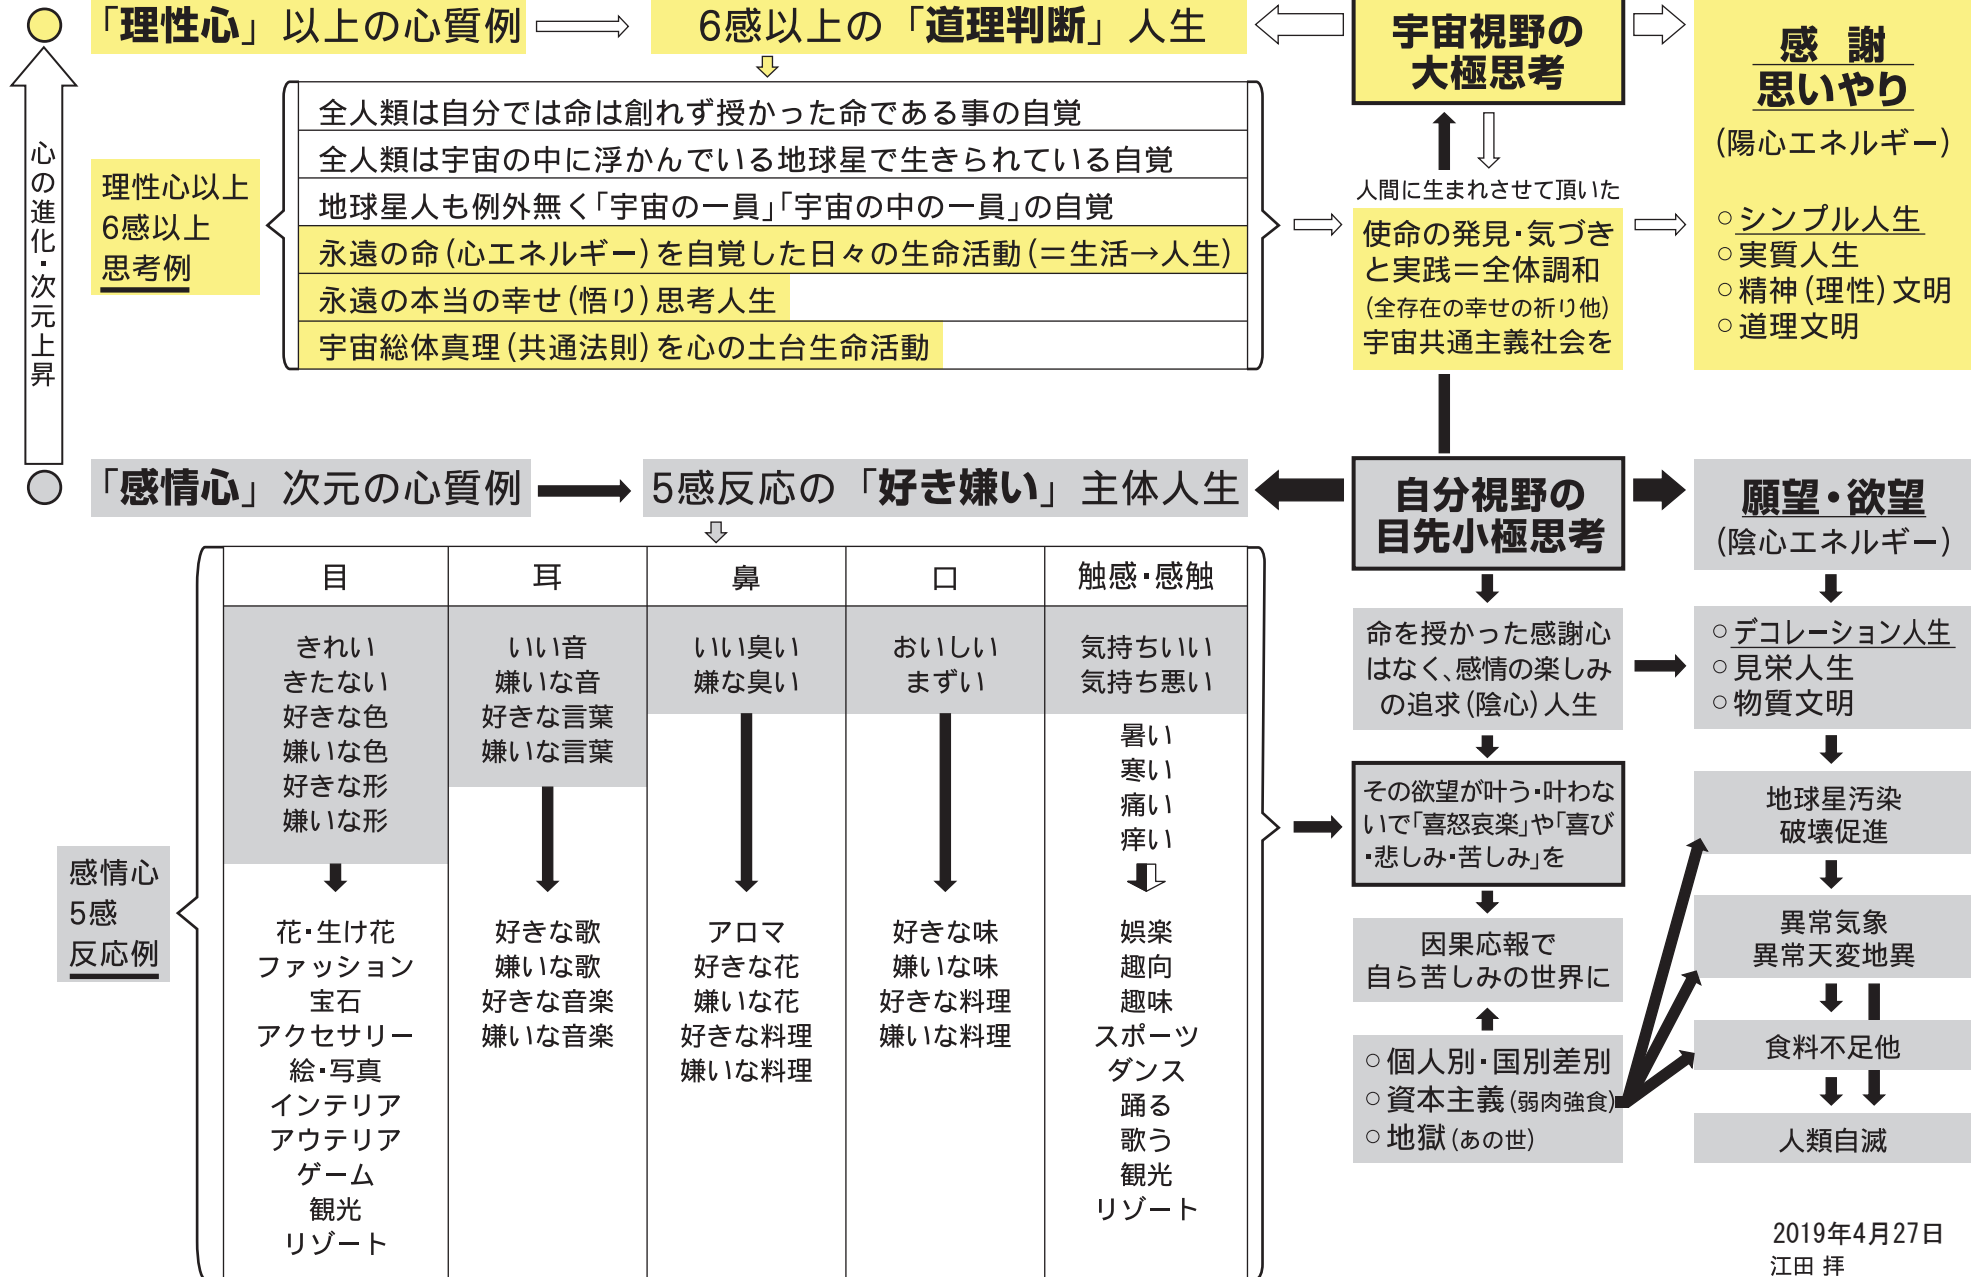 「理性心」以上の心質例
6感以上の「道理判断」人生
宇宙視野の
大極思考
感 謝
思いやり
(陽心エネルギー)
○シンプル人生
○実質人生
○精神(理性)文明
○道理文明
心の進化・次元上昇
理性心以上
6感以上
思考例
全人類は自分では命は創れず授かった命である事の自覚
全人類は宇宙の中に浮かんでいる地球星で生きられている自覚
地球星人も例外無く「宇宙の一員」「宇宙の中の一員」の自覚
永遠の命(心エネルギー)を自覚した日々の生命活動(=生活→人生)
永遠の本当の幸せ(悟り)思考人生
宇宙総体真理(共通法則)を心の土台生命活動
人間に生まれさせて頂いた
使命の発見・気づき
と実践=全体調和
(全存在の幸せの祈り他)
宇宙共通主義社会を
「感情心」次元の心質例
5感反応の「好き嫌い」主体人生
自分視野の
目先小極思考
願望・欲望
(陰心エネルギー)
感情心
5感
反応例
目
きれい
きたない
好きな色
嫌いな色
好きな形
嫌いな形
花・生け花
ファッション
宝石
アクセサリー
絵・写真
インテリア
アウテリア
ゲーム
観光
リゾート
耳
いい音
嫌いな音
好きな言葉
嫌いな言葉
好きな歌
嫌いな歌
好きな音楽
嫌いな音楽
鼻
いい臭い
嫌な臭い
アロマ
好きな花
嫌いな花
好きな料理
嫌いな料理
口
おいしい
まずい
好きな味
嫌いな味
好きな料理
嫌いな料理
触感・感触
気持ちいい
気持ち悪い
暑い
寒い
痛い
痒い
娯楽
趣向
趣味
スポーツ
ダンス
踊る
歌う
観光
リゾート
命を授かった感謝心
はなく、感情の楽しみ
の追求(陰心)人生
その欲望が叶う・叶わな
いで「喜怒哀楽」や「喜び
・悲しみ・苦しみ」を
因果応報で
自ら苦しみの世界に
○個人別・国別差別
○資本主義(弱肉強食)
○地獄(あの世)
○デコレーション人生
○見栄人生
○物質文明
地球星汚染
破壊促進
異常気象
異常天変地異
食料不足他
人類自滅
2019年4月27日
江田 拝